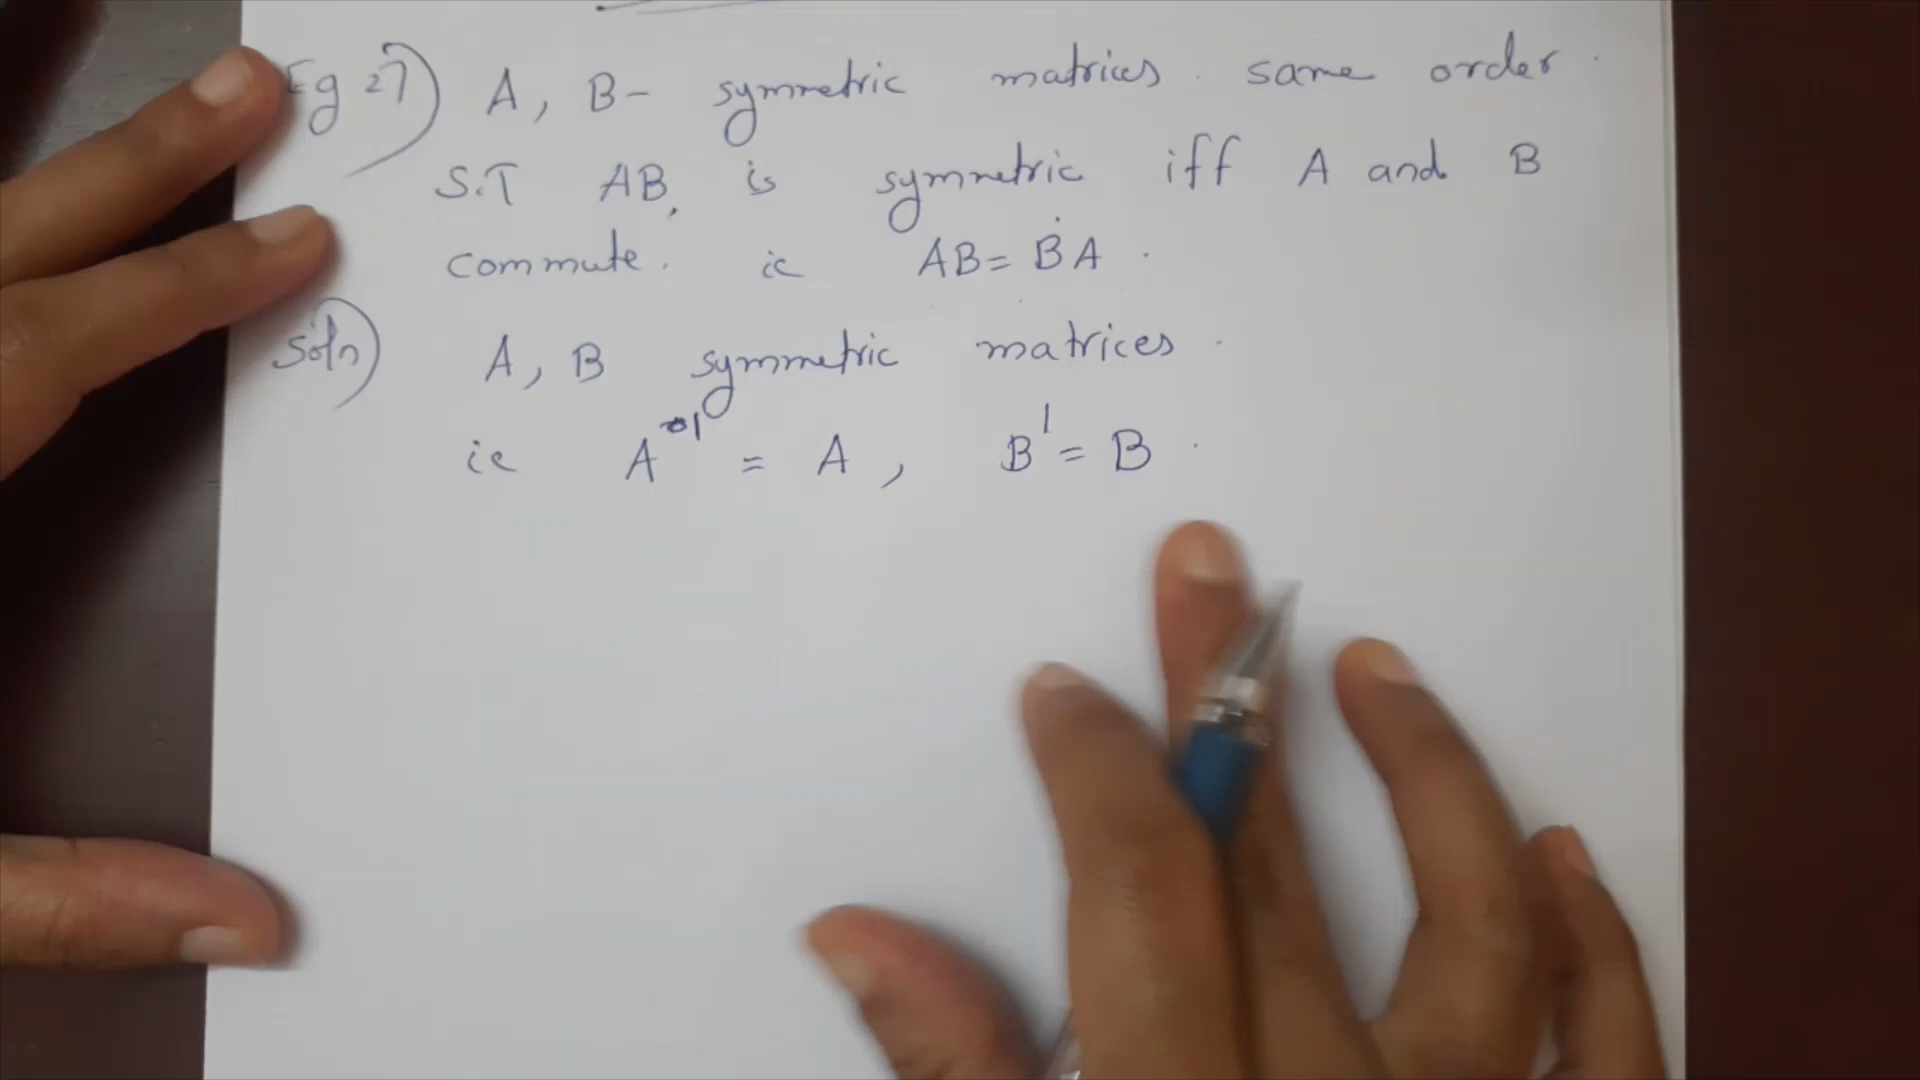 Eg 27) A, B - symmetric matrices same order
S.T AB is symmetric iff A and B
commute. ie AB = BA.
Soln) A, B symmetric matrices.
ie A' = A, B' = B.